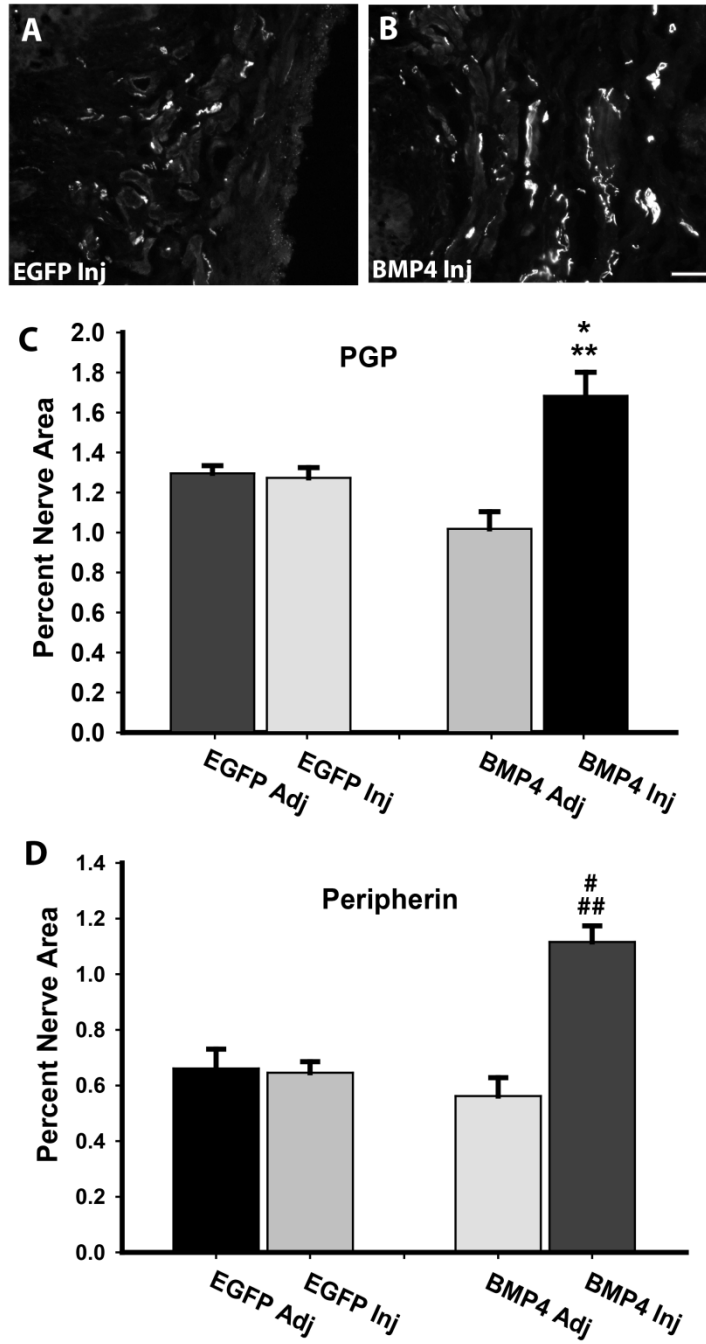 A
B
EGFP Inj
BMP4 Inj
C
PGP
*
**
Percent Nerve Area
2.0
1.8
1.6
1.4
1.2
1.0
0.8
0.6
0.4
0.2
0.0
EGFP Adj
EGFP Inj
BMP4 Adj
BMP4 Inj
D
Peripherin
#
##
Percent Nerve Area
1.4
1.2
1.0
0.8
0.6
0.4
0.2
0.0
EGFP Adj
EGFP Inj
BMP4 Adj
BMP4 Inj